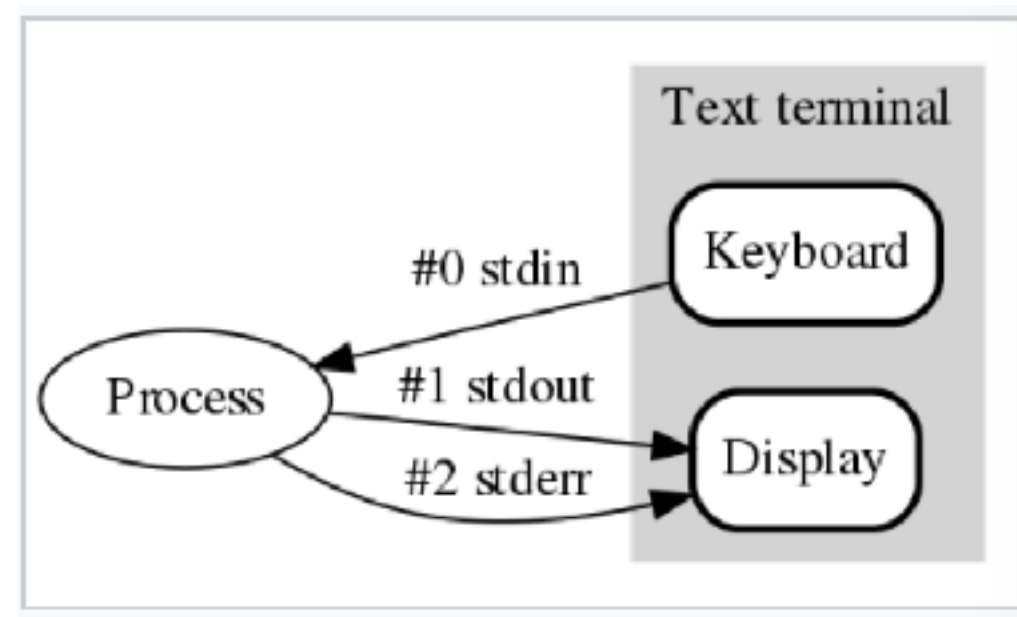 Text terminal
Keyboard
#0 stdin
#1 stdout
Process
Display
#2 stderr